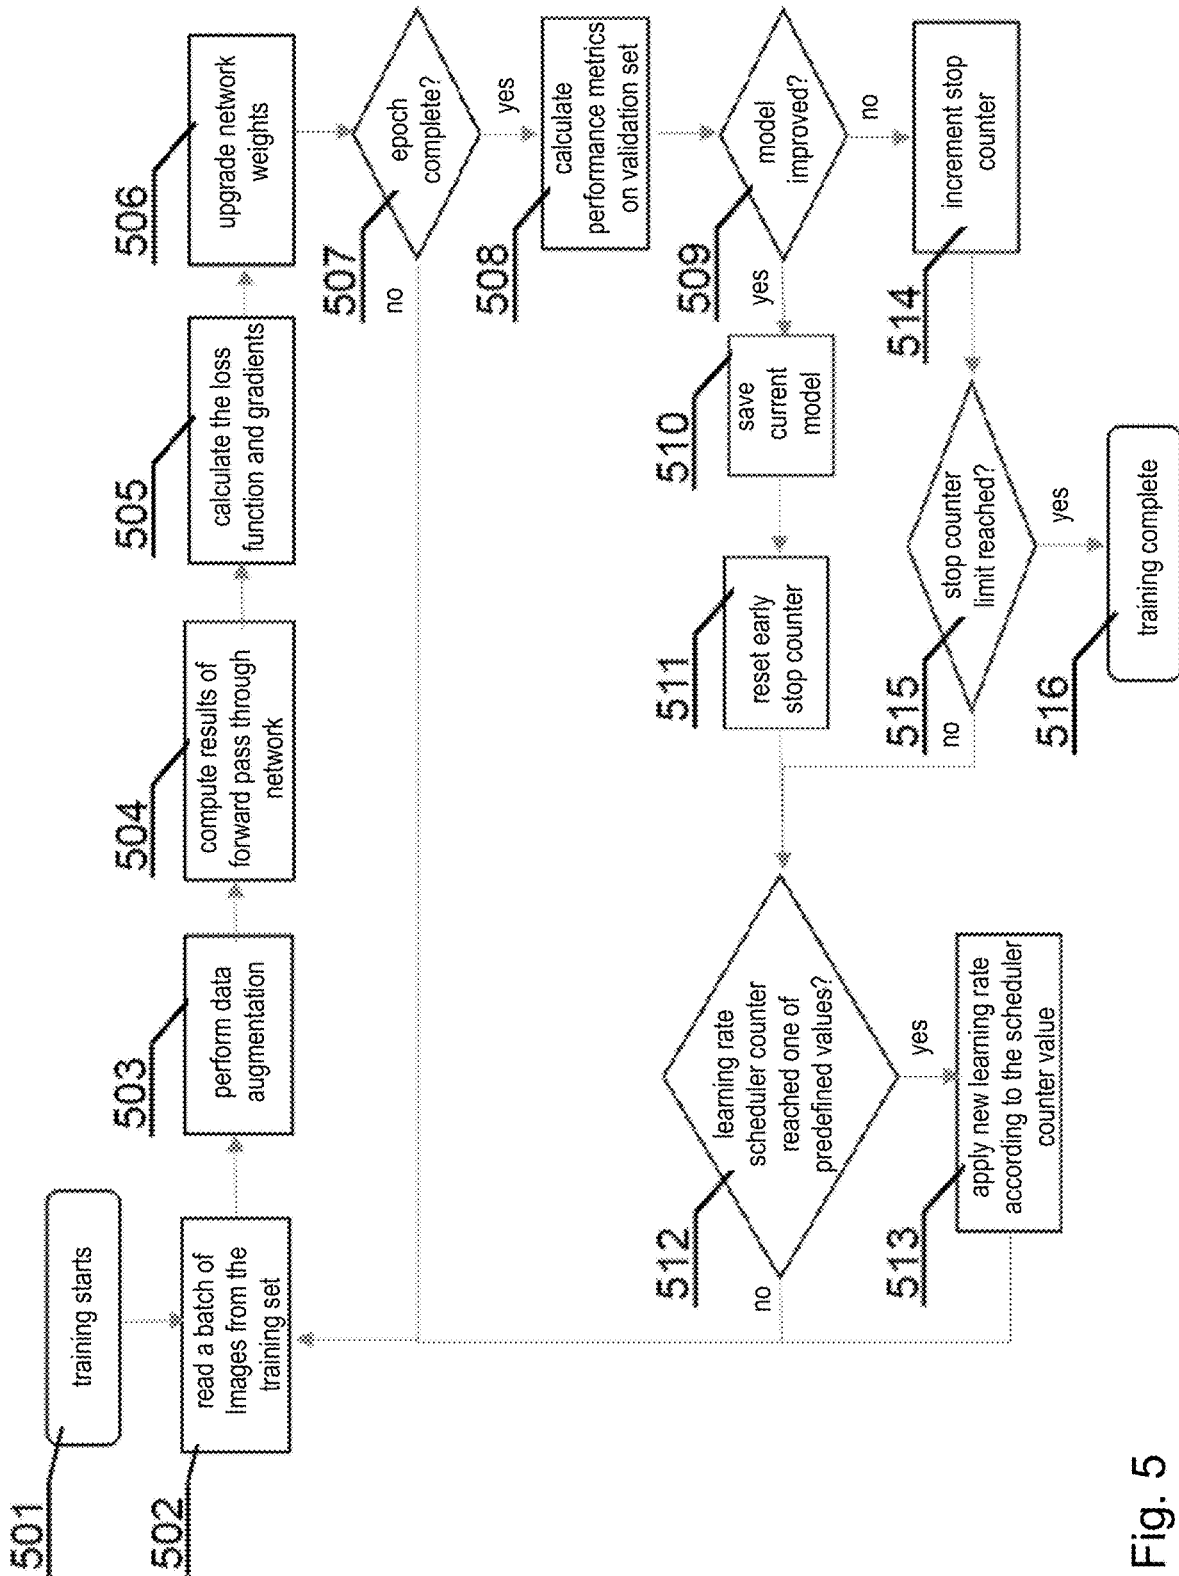 501
training starts
502
read a batch of
Images from the
training set
503
perform data
augmentation
504
compute results of
forward pass through
network
505
calculate the loss
function and gradients
506
upgrade network
weights
507
epoch
complete?
no
yes
508
calculate
performance metrics
on validation set
509
model
improved?
yes
no
510
save
current
model
511
reset early
stop counter
512
learning rate
scheduler counter
reached one of
predefined values?
no
yes
513
apply new learning rate
according to the scheduler
counter value
514
increment stop
counter
515
stop counter
limit reached?
no
yes
516
training complete
Fig. 5